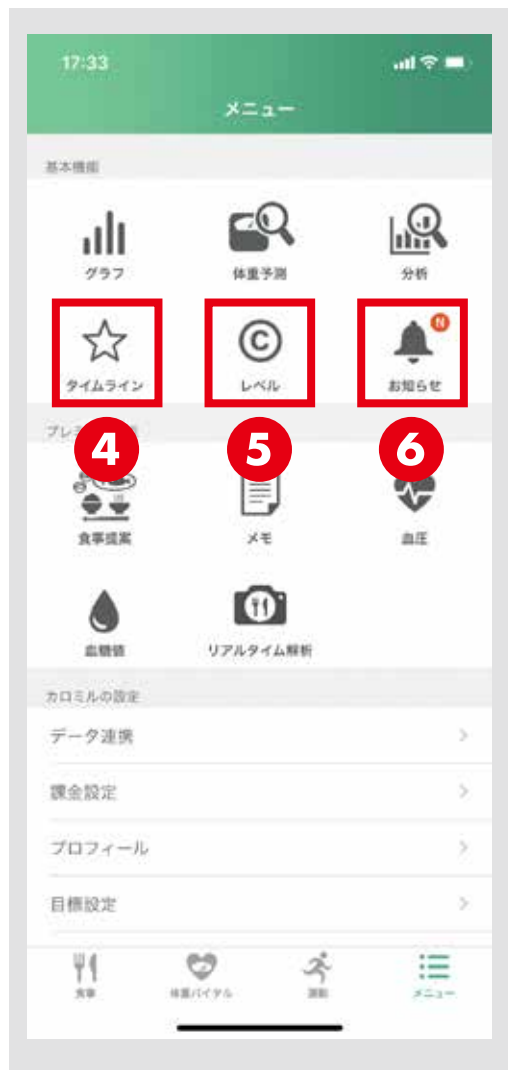 17:33
メニュー
基本機能
グラフ
体重予測
分析
タイムライン
レベル
お知らせ
N
C
4
5
6
食事提案
メモ
血圧
血糖値
リアルタイム解析
カロミルの設定
データ連携
課金設定
プロフィール
目標設定
食事
体重バイタル
運動
メニュー